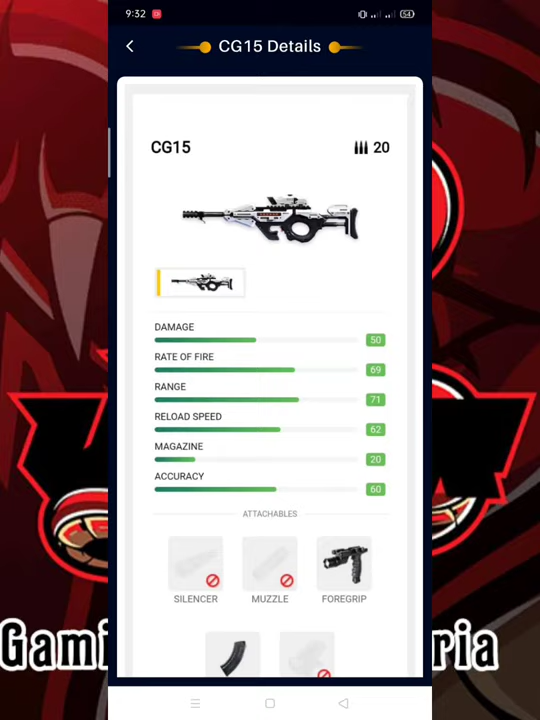 9:32
54
CG15 Details
CG15
20
DAMAGE
50
RATE OF FIRE
69
RANGE
71
RELOAD SPEED
62
MAGAZINE
20
ACCURACY
60
ATTACHABLES
SILENCER
MUZZLE
FOREGRIP
Gami
ria